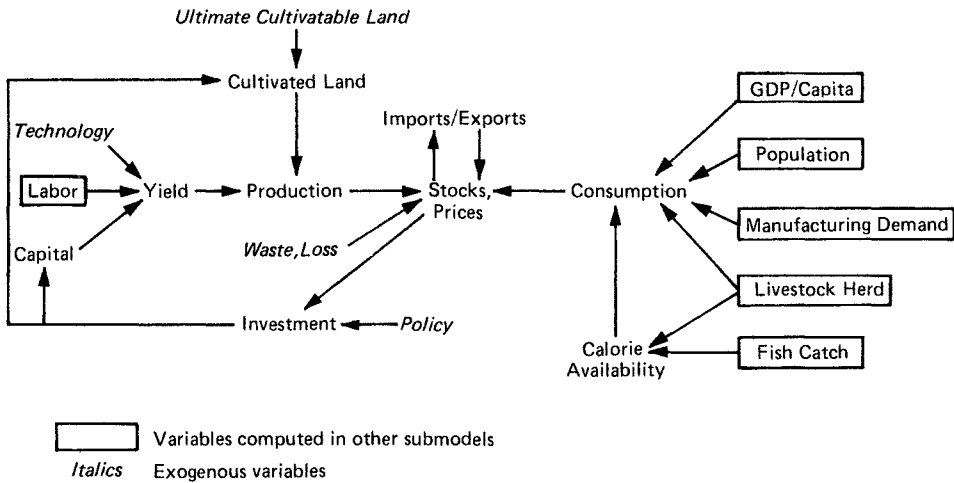 Ultimate Cultivatable Land
Cultivated Land
GDP/Capita
Imports/Exports
Technology
Population
Labor
Yield
Production
Stocks,
Prices
Consumption
Manufacturing Demand
Waste, Loss
Capital
Livestock Herd
Investment
Policy
Calorie
Availability
Fish Catch
Variables computed in other submodels
Italics Exogenous variables